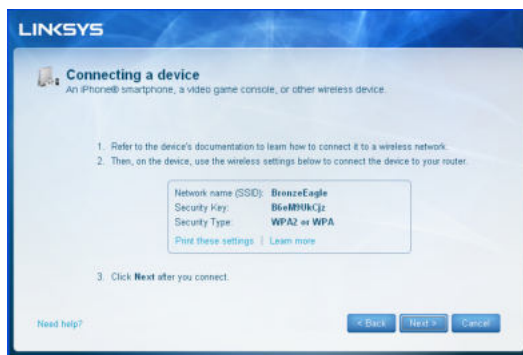 LINKSYS
Connecting a device
An iPhone® smartphone, a video game console, or other wireless device.
1. Refer to the device's documentation to learn how to connect it to a wireless network.
2. Then, on the device, use the wireless settings below to connect the device to your router.
Network name (SSID): BronzeEagle
Security Key: B6eM9UkCjz
Security Type: WPA2 or WPA
Print these settings | Learn more
3. Click Next after you connect.
Need help?
< Back Next > Cancel